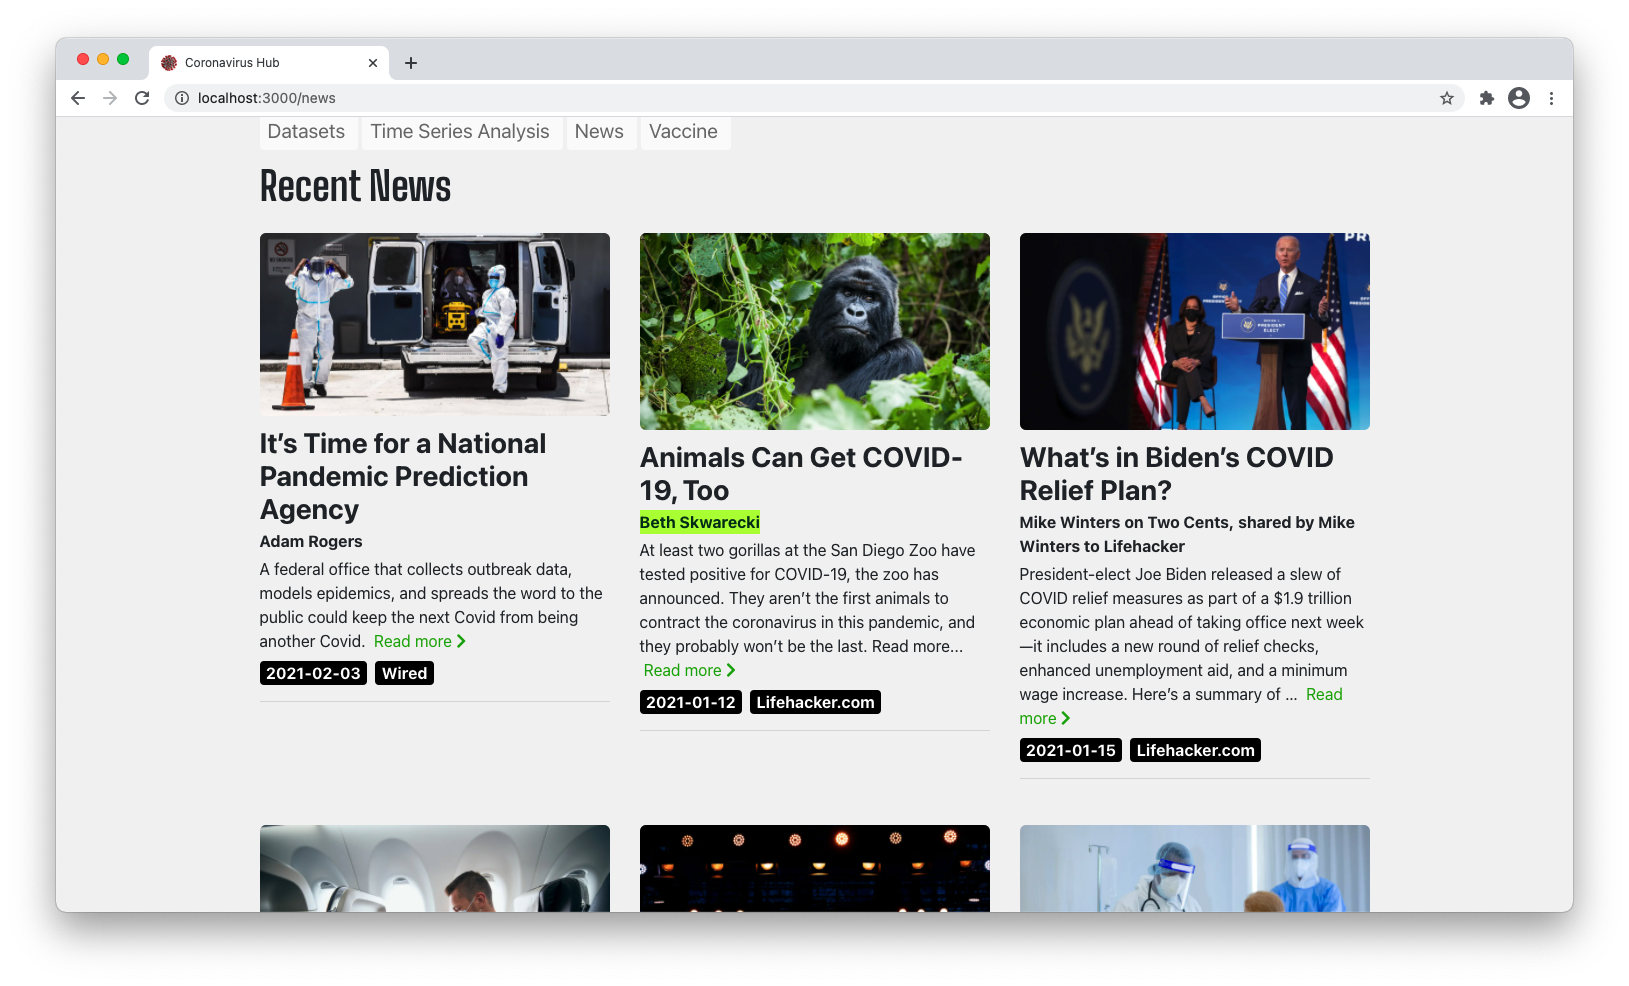 Coronavirus Hub
localhost:3000/news
Datasets
Time Series Analysis
News
Vaccine
Recent News
It’s Time for a National
Pandemic Prediction
Agency
Adam Rogers
A federal office that collects outbreak data,
models epidemics, and spreads the word to the
public could keep the next Covid from being
another Covid. Read more
2021-02-03 Wired
Animals Can Get COVID-
19, Too
Beth Skwarecki
At least two gorillas at the San Diego Zoo have
tested positive for COVID-19, the zoo has
announced. They aren’t the first animals to
contract the coronavirus in this pandemic, and
they probably won’t be the last. Read more...
Read more
2021-01-12 Lifehacker.com
PRESIDENT
ELECT
What’s in Biden’s COVID
Relief Plan?
Mike Winters on Two Cents, shared by Mike
Winters to Lifehacker
President-elect Joe Biden released a slew of
COVID relief measures as part of a $1.9 trillion
economic plan ahead of taking office next week
—it includes a new round of relief checks,
enhanced unemployment aid, and a minimum
wage increase. Here’s a summary of ... Read
more
2021-01-15 Lifehacker.com